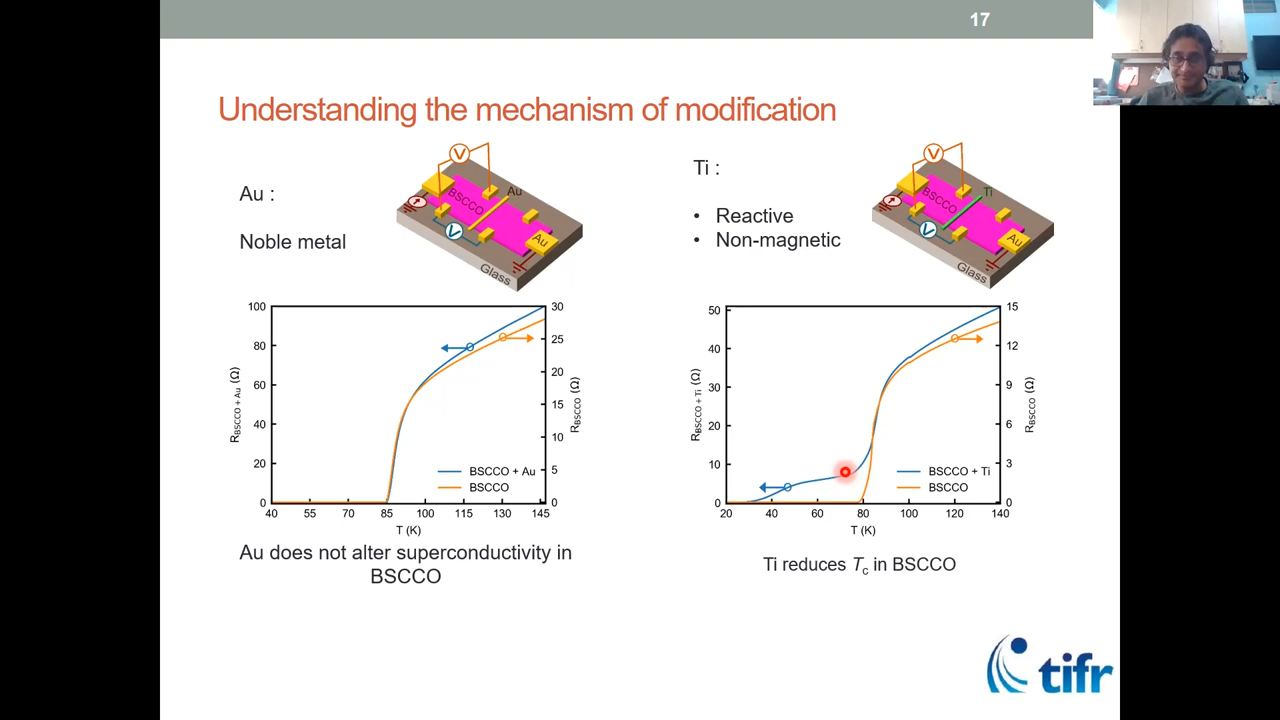 17
Understanding the mechanism of modification
Au :
Noble metal
V
BSCCO
Au
V
Au
Glass
Ti :
• Reactive
• Non-magnetic
V
BSCCO
Ti
V
Au
Glass
100
80
60
40
20
0
R BSCCO + Au (Ω)
30
25
20
15
10
5
0
R BSCCO (Ω)
BSCCO + Au
BSCCO
40 55 70 85 100 115 130 145
T (K)
Au does not alter superconductivity in
BSCCO
50
40
30
20
10
0
R BSCCO + Ti (Ω)
15
12
9
6
3
0
R BSCCO (Ω)
BSCCO + Ti
BSCCO
20 40 60 80 100 120 140
T (K)
Ti reduces Tc in BSCCO
tifr